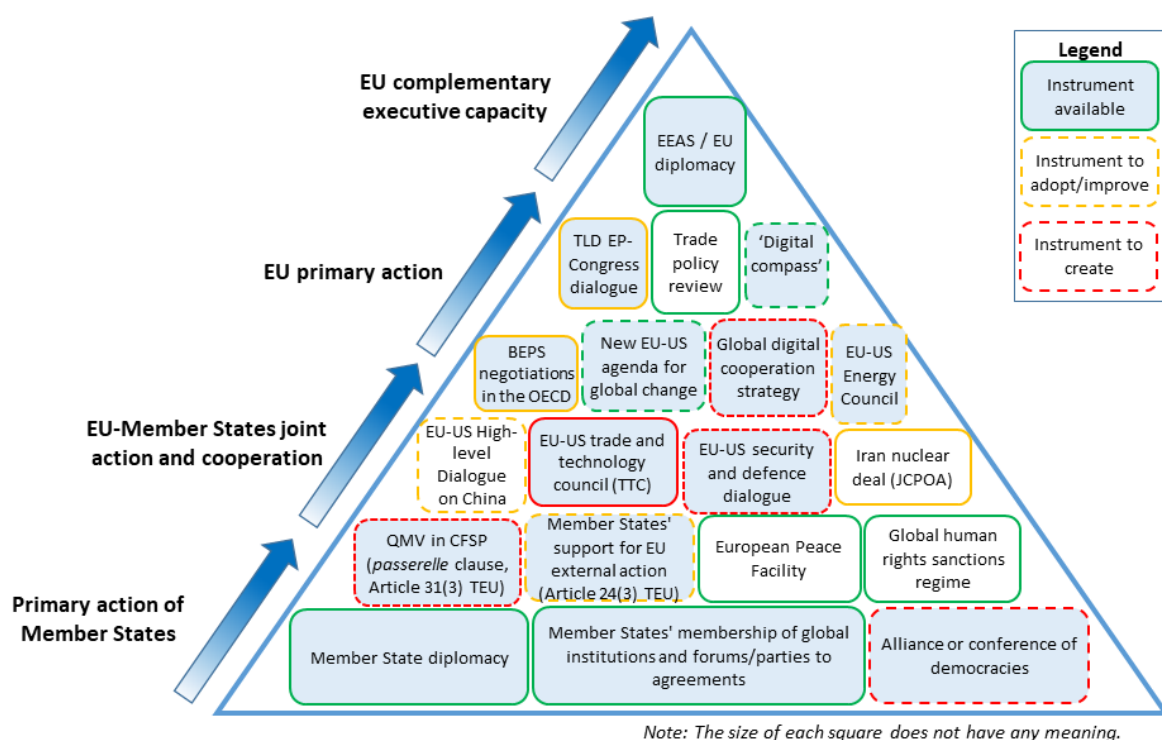 EU complementary
executive capacity
EU primary action
EU-Member States joint
action and cooperation
Primary action of
Member States
Legend
Instrument
available
Instrument to
adopt/improve
Instrument to
create
EEAS / EU
diplomacy
TLD EP-
Congress
dialogue
Trade
policy
review
‘Digital
compass’
BEPS
negotiations
in the OECD
New EU-US
agenda for
global change
Global digital
cooperation
strategy
EU-US
Energy
Council
EU-US High-
level
Dialogue
on China
EU-US trade and
technology
council (TTC)
EU-US security
and defence
dialogue
Iran nuclear
deal (JCPOA)
QMV in CFSP
(passerelle clause,
Article 31(3) TEU)
Member States'
support for EU
external action
(Article 24(3) TEU)
European Peace
Facility
Global human
rights sanctions
regime
Member State diplomacy
Member States' membership of global
institutions and forums/parties to
agreements
Alliance or conference of
democracies
Note: The size of each square does not have any meaning.